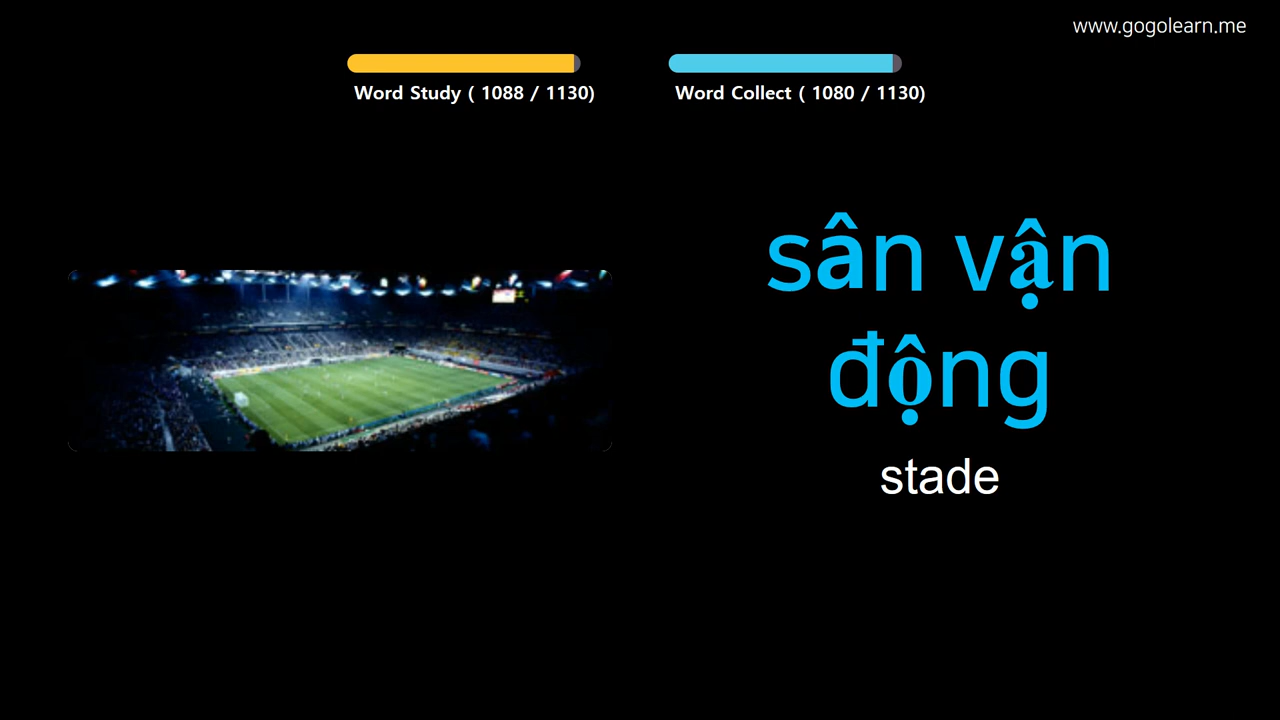 www.gogolearn.me
Word Study ( 1088 / 1130)
Word Collect ( 1080 / 1130)
sân vận
động
stade